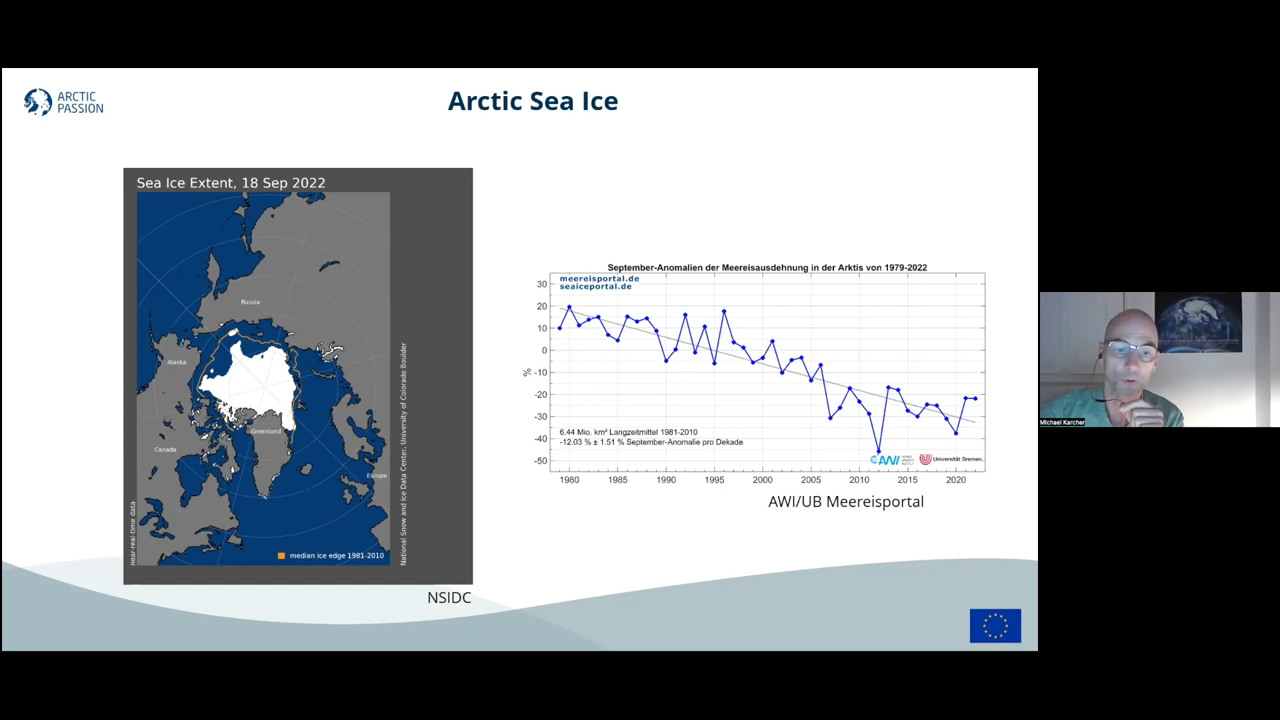 ARCTIC
PASSION
Arctic Sea Ice
Sea Ice Extent, 18 Sep 2022
Russia
Alaska
Greenland
Canada
Europe
near-real-time data
National Snow and Ice Data Center, University of Colorado Boulder
median ice edge 1981-2010
NSIDC
September-Anomalien der Meereisausdehnung in der Arktis von 1979-2022
meereisportal.de
seaiceportal.de
30
20
10
0
-10
-20
-30
-40
-50
%
6.44 Mio. km² Langzeitmittel 1981-2010
-12.03 % ± 1.51 % September-Anomalie pro Dekade
AWI
Universität Bremen
1980 1985 1990 1995 2000 2005 2010 2015 2020
AWI/UB Meereisportal
Michael Karcher